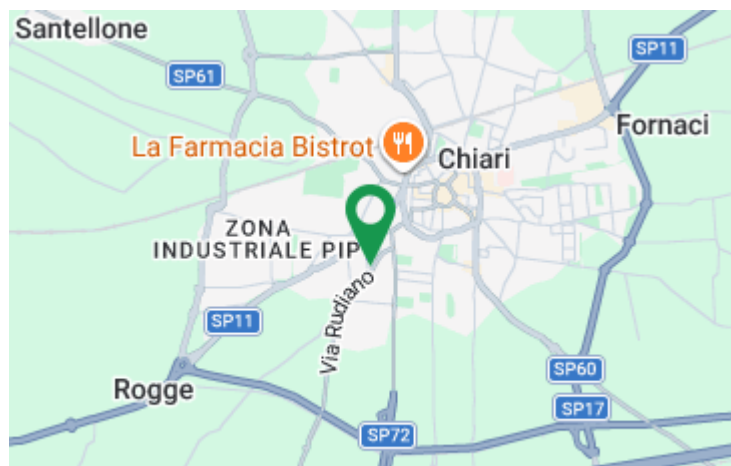 Santellone
SP11
SP61
Fornaci
La Farmacia Bistrot
Chiari
ZONA
INDUSTRIALE PIP
Via Rudiano
SP11
Rogge
SP60
SP17
SP72